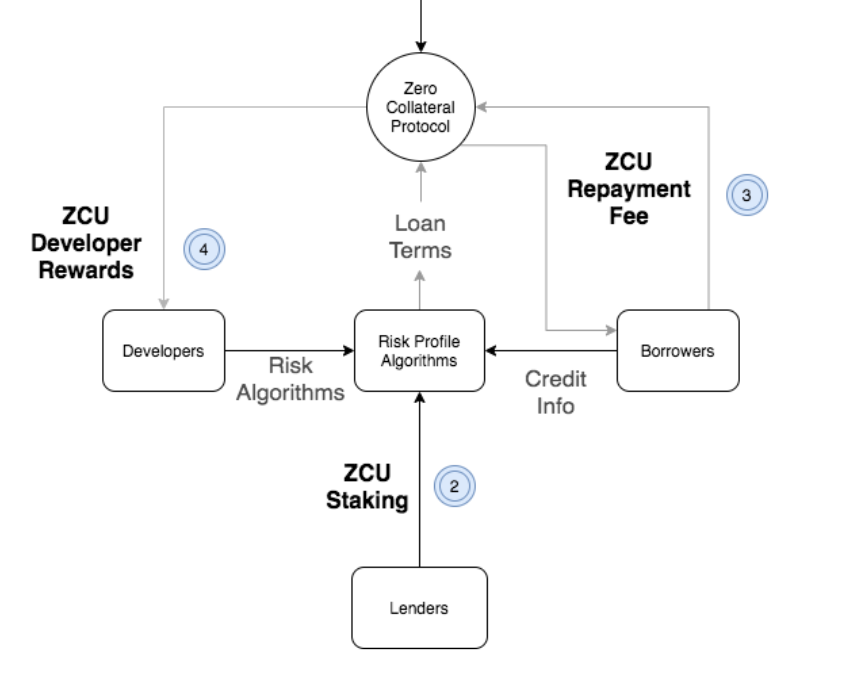 Zero
Collateral
Protocol
ZCU
Repayment
Fee
3
ZCU
Developer
Rewards
4
Loan
Terms
Developers
Risk
Algorithms
Risk Profile
Algorithms
Credit
Info
Borrowers
ZCU
Staking
2
Lenders